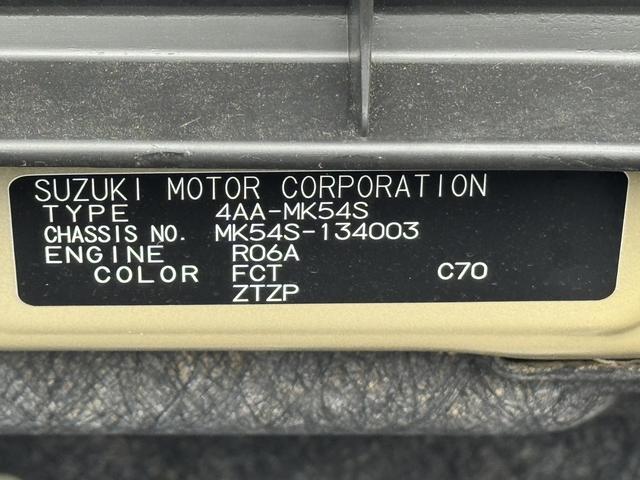 SUZUKI MOTOR CORPORATION
TYPE 4AA-MK54S
CHASSIS NO. MK54S-134003
ENGINE R06A
COLOR FCT C70
ZTZP